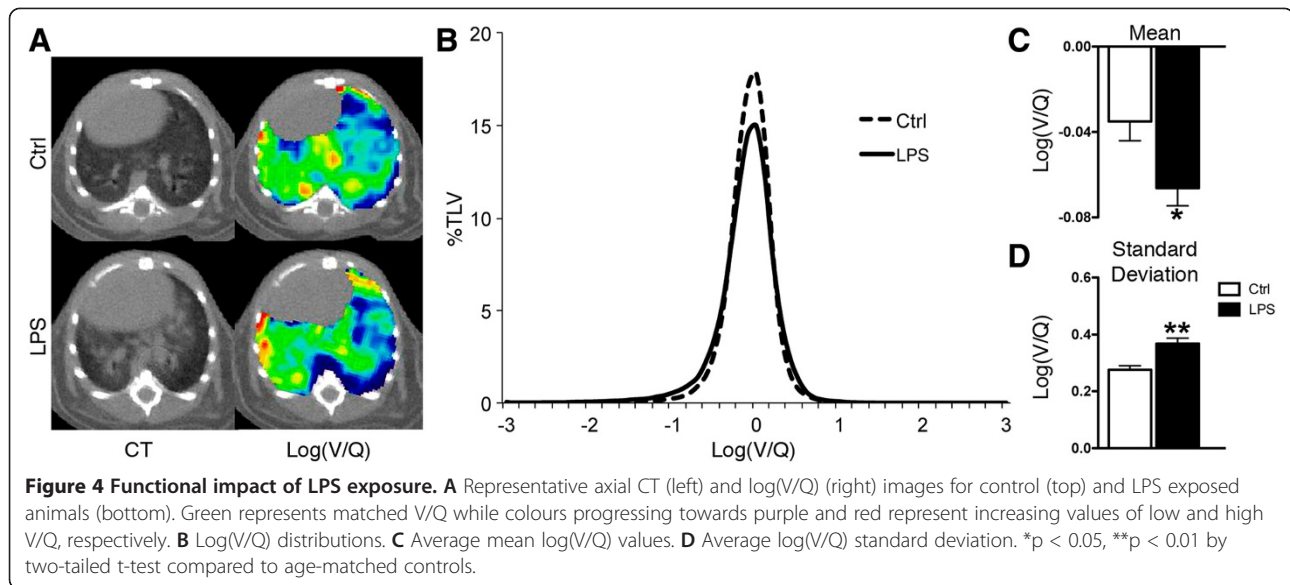 A
Ctrl
LPS
CT
Log(V/Q)
B
20
15
10
5
0
%TLV
-3
-2
-1
0
1
2
3
Log(V/Q)
Ctrl
LPS
C
Mean
0.00
-0.04
-0.08
Log(V/Q)
*
D
Standard
Deviation
0.6
0.4
0.2
0.0
Log(V/Q)
**
Ctrl
LPS
Figure 4 Functional impact of LPS exposure. A Representative axial CT (left) and log(V/Q) (right) images for control (top) and LPS exposed
animals (bottom). Green represents matched V/Q while colours progressing towards purple and red represent increasing values of low and high
V/Q, respectively. B Log(V/Q) distributions. C Average mean log(V/Q) values. D Average log(V/Q) standard deviation. *p < 0.05, **p < 0.01 by
two-tailed t-test compared to age-matched controls.